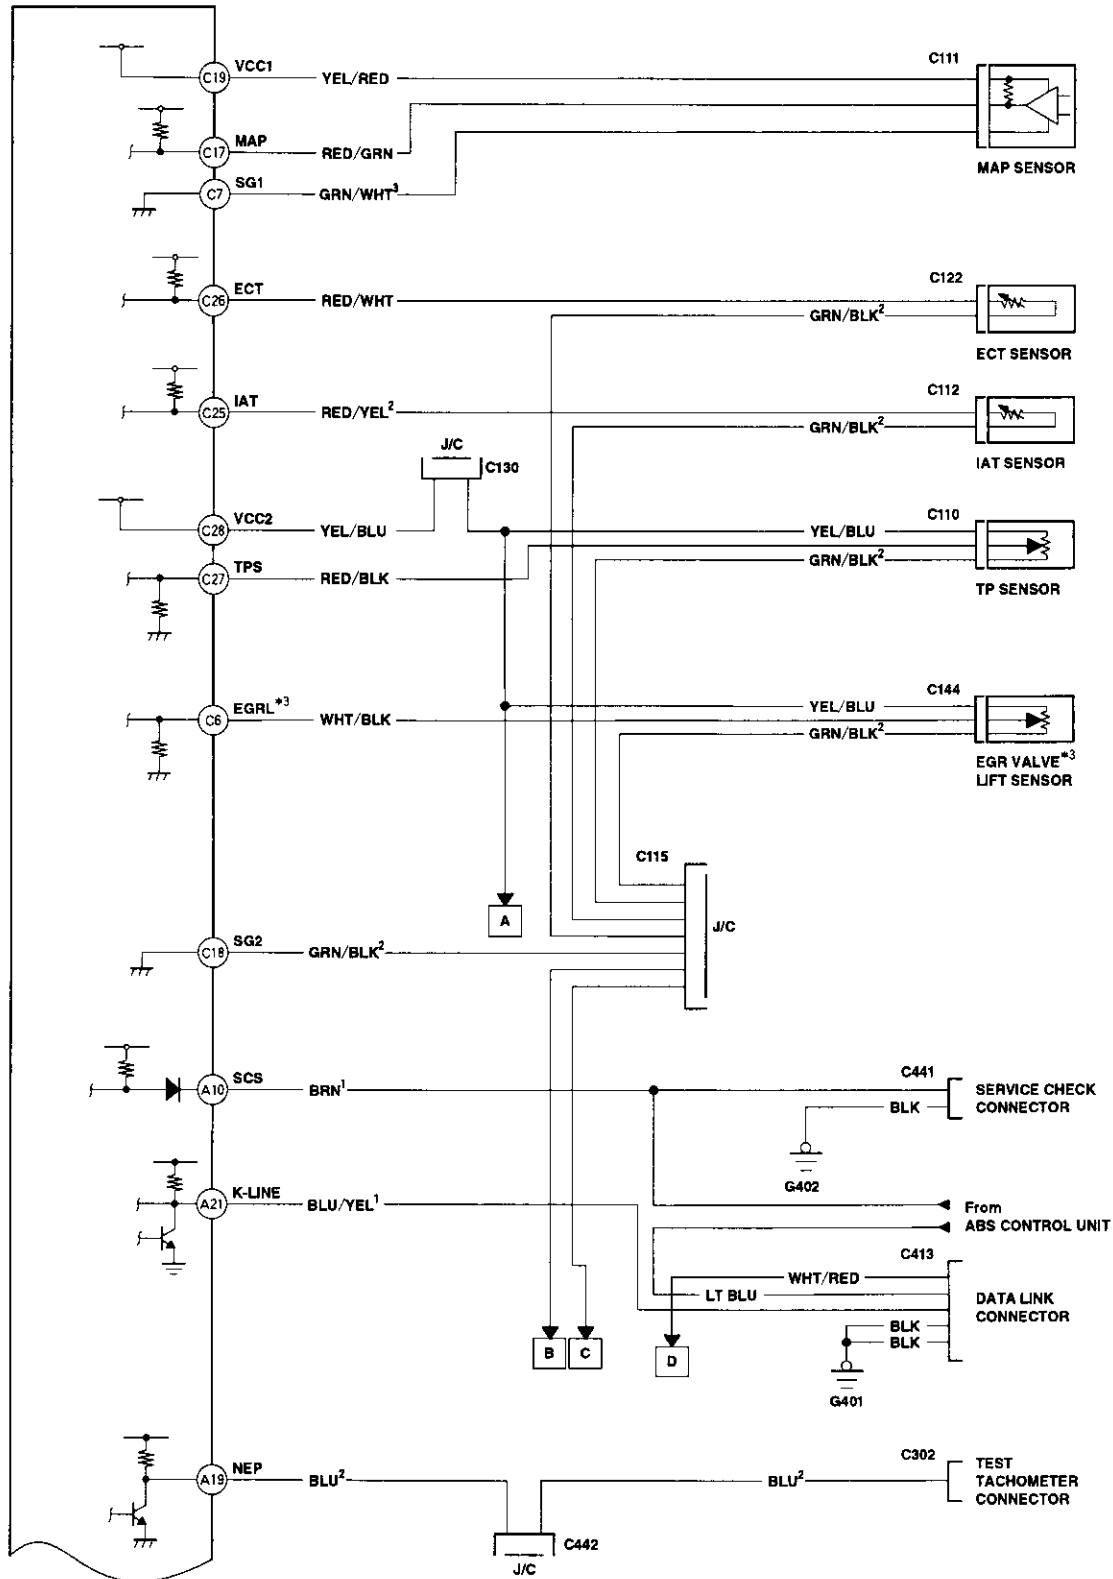 VCC1
C19
YEL/RED
C111
MAP
C17
RED/GRN
MAP SENSOR
SG1
C7
GRN/WHT³
ECT
C26
RED/WHT
C122
GRN/BLK²
ECT SENSOR
IAT
C25
RED/YEL²
C112
GRN/BLK²
IAT SENSOR
J/C
C130
VCC2
C28
YEL/BLU
YEL/BLU
C110
TPS
C27
RED/BLK
GRN/BLK²
TP SENSOR
EGRL*3
C6
WHT/BLK
YEL/BLU
C144
GRN/BLK²
EGR VALVE*3
LIFT SENSOR
C115
A
J/C
SG2
C18
GRN/BLK²
SCS
A10
BRN¹
C441
SERVICE CHECK
CONNECTOR
BLK
G402
K-LINE
A21
BLU/YEL¹
From
ABS CONTROL UNIT
C413
WHT/RED
LT BLU
DATA LINK
CONNECTOR
BLK
BLK
B
C
D
G401
NEP
A19
BLU²
BLU²
C302
TEST
TACHOMETER
CONNECTOR
C442
J/C